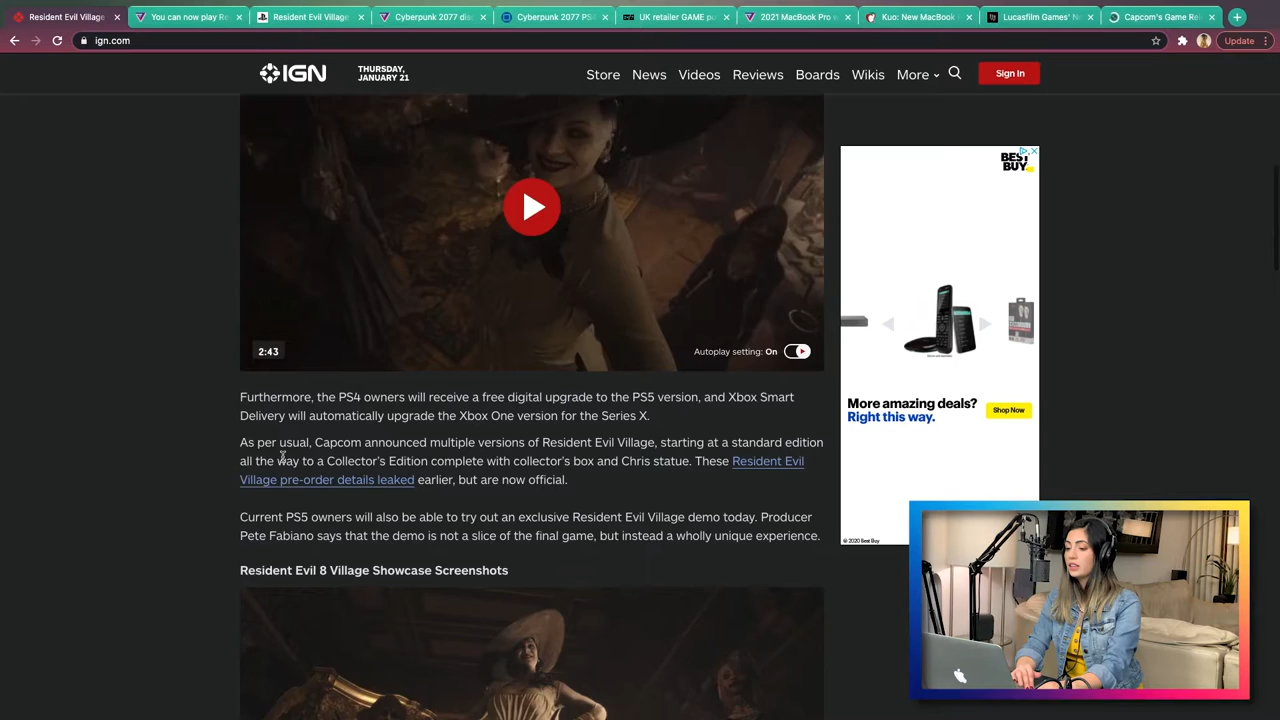 Resident Evil Village
You can now play Re
Resident Evil Village
Cyberpunk 2077 dis
Cyberpunk 2077 PS4
UK retailer GAME pu
2021 MacBook Pro
Kuo: New MacBook
Lucasfilm Games' N
Capcom's Game Re
ign.com
Update
IGN
THURSDAY,
JANUARY 21
Store News Videos Reviews Boards Wikis More
Sign In
2:43
Autoplay setting: On
Furthermore, the PS4 owners will receive a free digital upgrade to the PS5 version, and Xbox Smart
Delivery will automatically upgrade the Xbox One version for the Series X.
As per usual, Capcom announced multiple versions of Resident Evil Village, starting at a standard edition
all the way to a Collector's Edition complete with collector's box and Chris statue. These Resident Evil
Village pre-order details leaked earlier, but are now official.
Current PS5 owners will also be able to try out an exclusive Resident Evil Village demo today. Producer
Pete Fabiano says that the demo is not a slice of the final game, but instead a wholly unique experience.
Resident Evil 8 Village Showcase Screenshots
BEST
BUY
More amazing deals?
Right this way.
Shop Now
© 2020 Best Buy